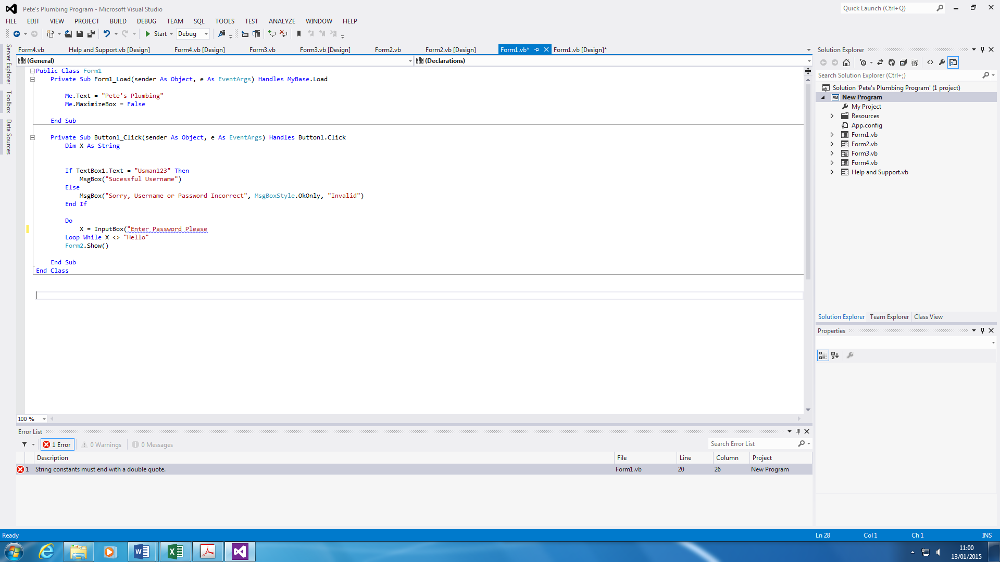 Pete's Plumbing Program - Microsoft Visual Studio
Quick Launch (Ctrl+Q)
FILE EDIT VIEW PROJECT BUILD DEBUG TEAM SQL TOOLS TEST ANALYZE WINDOW HELP
Start Debug
Server Explorer
Toolbox
Data Sources
Form4.vb Help and Support.vb [Design] Form4.vb [Design] Form3.vb Form3.vb [Design] Form2.vb Form2.vb [Design] Form1.vb* Form1.vb [Design]*
(General) (Declarations)
Public Class Form1
Private Sub Form1_Load(sender As Object, e As EventArgs) Handles MyBase.Load
Me.Text = "Pete's Plumbing"
Me.MaximizeBox = False
End Sub
Private Sub Button1_Click(sender As Object, e As EventArgs) Handles Button1.Click
Dim X As String
If TextBox1.Text = "Usman123" Then
MsgBox("Sucessful Username")
Else
MsgBox("Sorry, Username or Password Incorrect", MsgBoxStyle.OkOnly, "Invalid")
End If
Do
X = InputBox("Enter Password Please
Loop While X <> "Hello"
Form2.Show()
End Sub
End Class
100 %
Solution Explorer
Search Solution Explorer (Ctrl+;)
Solution 'Pete's Plumbing Program' (1 project)
VB New Program
My Project
Resources
App.config
Form1.vb
Form2.vb
Form3.vb
Form4.vb
Help and Support.vb
Solution Explorer Team Explorer Class View
Properties
Error List
1 Error 0 Warnings 0 Messages
Search Error List
Description File Line Column Project
1 String constants must end with a double quote. Form1.vb 20 26 New Program
Ready Ln 28 Col 1 Ch 1 INS
11:00
13/01/2015